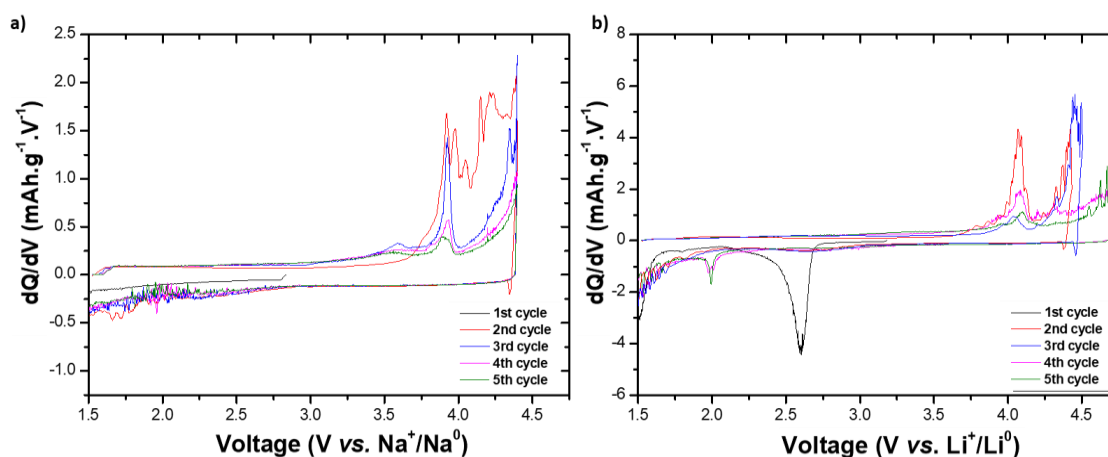 a)
dQ/dV (mAh.g⁻¹.V⁻¹)
2.5
2.0
1.5
1.0
0.5
0.0
-0.5
-1.0
1st cycle
2nd cycle
3rd cycle
4th cycle
5th cycle
1.5 2.0 2.5 3.0 3.5 4.0 4.5
Voltage (V vs. Na⁺/Na⁰)
b)
dQ/dV (mAh.g⁻¹.V⁻¹)
8
6
4
2
0
-2
-4
-6
1st cycle
2nd cycle
3rd cycle
4th cycle
5th cycle
1.5 2.0 2.5 3.0 3.5 4.0 4.5
Voltage (V vs. Li⁺/Li⁰)